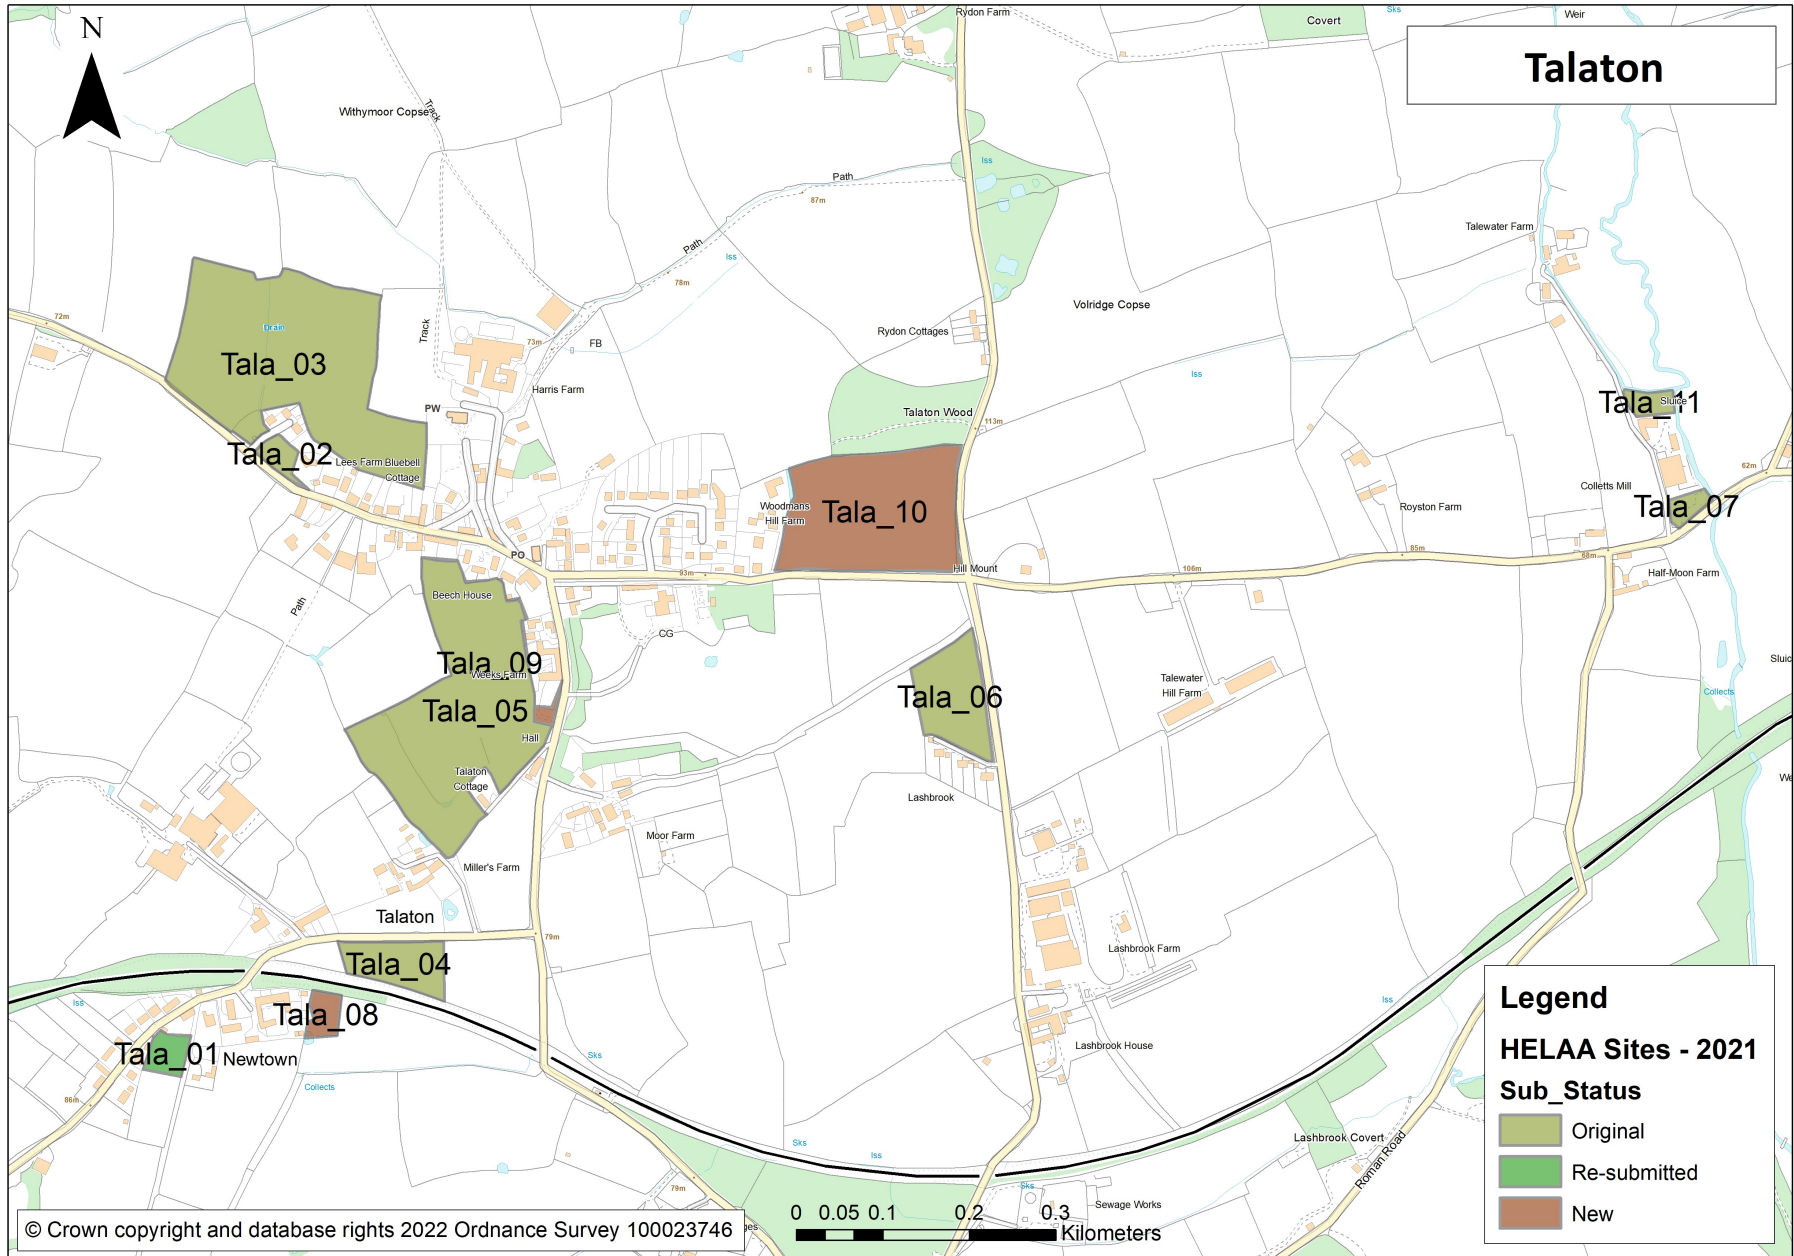 N
Talaton
Rydon Farm
Covert
Sks
Weir
Withymoor Copse
Track
Path
87m
Iss
Path
Iss
78m
Talewater Farm
72m
Drain
Track
73m
FB
Rydon Cottages
Volridge Copse
Iss
Tala_03
Harris Farm
PW
Talaton Wood
113m
Tala_11
Sluice
Tala_02
Lees Farm Bluebell
Cottage
62m
Colletts Mill
Woodmans
Hill Farm
Tala_10
Royston Farm
Tala_07
PO
85m
68m
93m
Hill Mount
106m
Half-Moon Farm
Beech House
Path
CG
Tala_09
Weeks Farm
Sluic
Talewater
Hill Farm
Tala_06
Collects
Tala_05
Hall
Talaton
Cottage
We
Lashbrook
Moor Farm
Miller's Farm
Talaton
79m
Lashbrook Farm
Tala_04
Iss
Iss
Tala_08
Tala_01
Newtown
Sks
Lashbrook House
Collects
86m
Sks
Iss
Lashbrook Covert
Roman Road
79m
Sks
Sewage Works
ges
Legend
HELAA Sites - 2021
Sub_Status
Original
Re-submitted
New
0 0.05 0.1 0.2 0.3
Kilometers
© Crown copyright and database rights 2022 Ordnance Survey 100023746